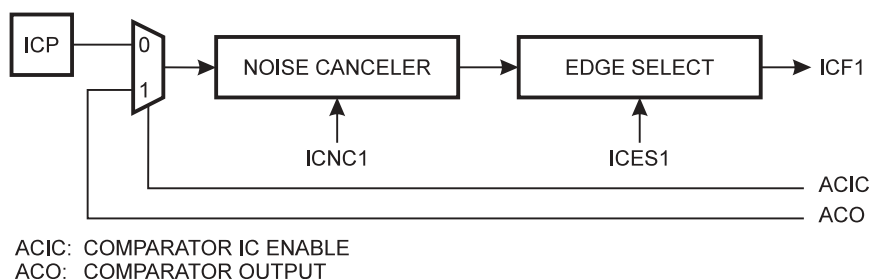 ICP
0
1
NOISE CANCELER
EDGE SELECT
ICF1
ICNC1
ICES1
ACIC
ACO
ACIC: COMPARATOR IC ENABLE
ACO: COMPARATOR OUTPUT